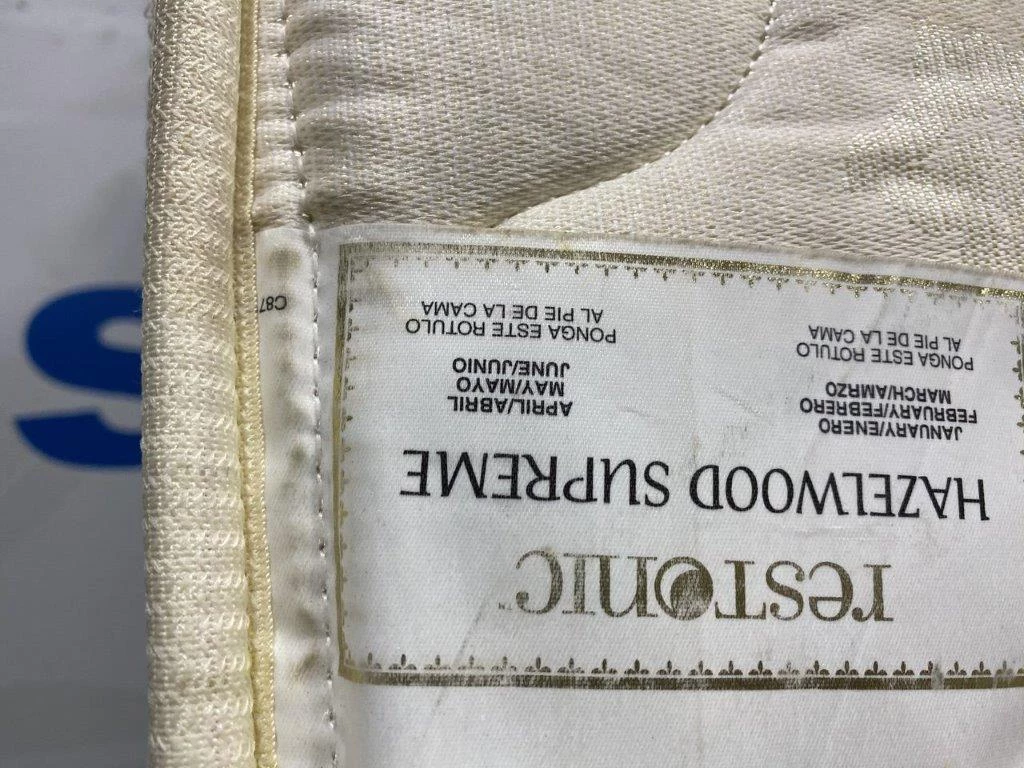 resTonic™
HAZELWOOD SUPREME
JANUARY/ENERO
FEBRUARY/FEBRERO
MARCH/AMRZO
PONGA ESTE ROTULO
AL PIE DE LA CAMA
APRIL/ABRIL
MAY/MAYO
JUNE/JUNIO
PONGA ESTE ROTULO
AL PIE DE LA CAMA
C87
S